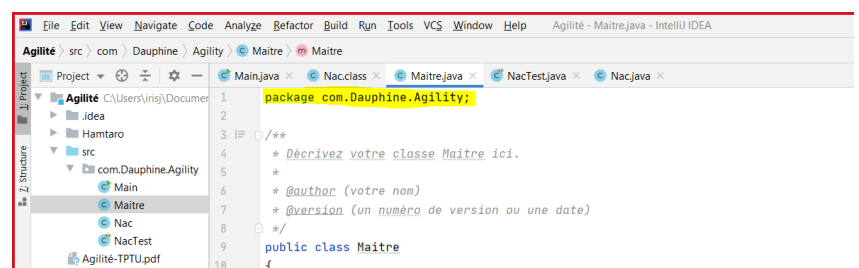 File Edit View Navigate Code Analyze Refactor Build Run Tools VCS Window Help Agilité - Maitre.java - IntelliJ IDEA
Agilité src com Dauphine Agility Maitre Maitre
1: Project
Project
Main.java Nac.class Maitre.java NacTest.java Nac.java
Agilité C:\Users\irisj\Documer
.idea
Hamtaro
src
com.Dauphine.Agility
Main
Maitre
Nac
NacTest
Agilité-TPTU.pdf
Z: Structure
1 package com.Dauphine.Agility;
2
3 /**
4 * Décrivez votre classe Maitre ici.
5 *
6 * @author (votre nom)
7 * @version (un numéro de version ou une date)
8 */
9 public class Maitre
10 {